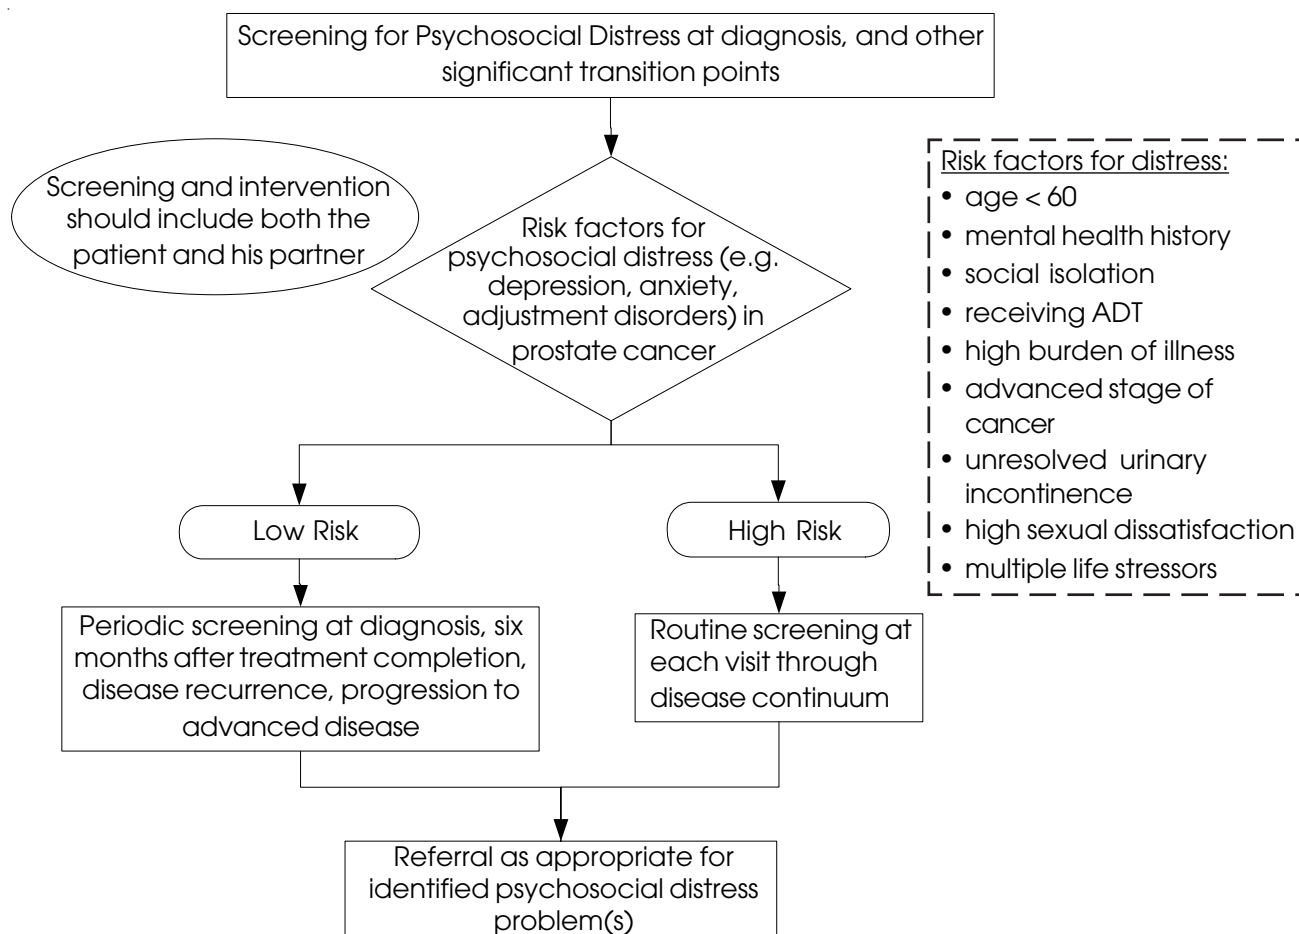 Screening for Psychosocial Distress at diagnosis, and other
significant transition points
Screening and intervention
should include both the
patient and his partner
Risk factors for
psychosocial distress (e.g.
depression, anxiety,
adjustment disorders) in
prostate cancer
Risk factors for distress:
• age < 60
• mental health history
• social isolation
• receiving ADT
• high burden of illness
• advanced stage of
cancer
• unresolved urinary
incontinence
• high sexual dissatisfaction
• multiple life stressors
Low Risk
High Risk
Periodic screening at diagnosis, six
months after treatment completion,
disease recurrence, progression to
advanced disease
Routine screening at
each visit through
disease continuum
Referral as appropriate for
identified psychosocial distress
problem(s)